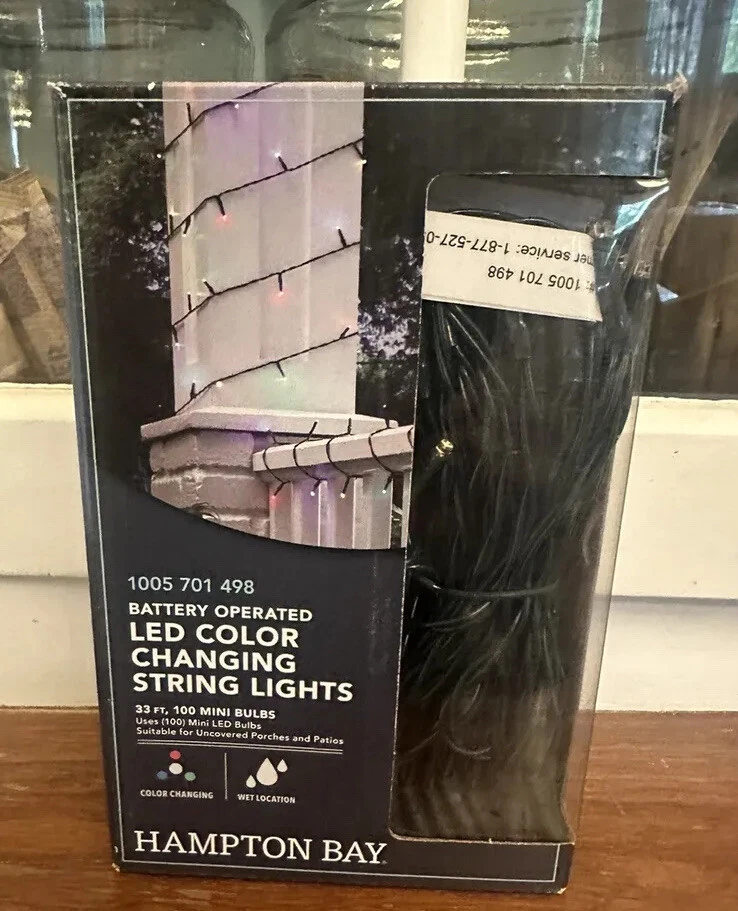 1005 701 498
BATTERY OPERATED
LED COLOR
CHANGING
STRING LIGHTS
33 FT, 100 MINI BULBS
Uses (100) Mini LED Bulbs
Suitable for Uncovered Porches and Patios
COLOR CHANGING
WET LOCATION
HAMPTON BAY
: 1005 701 498
service: 1-877-527-0